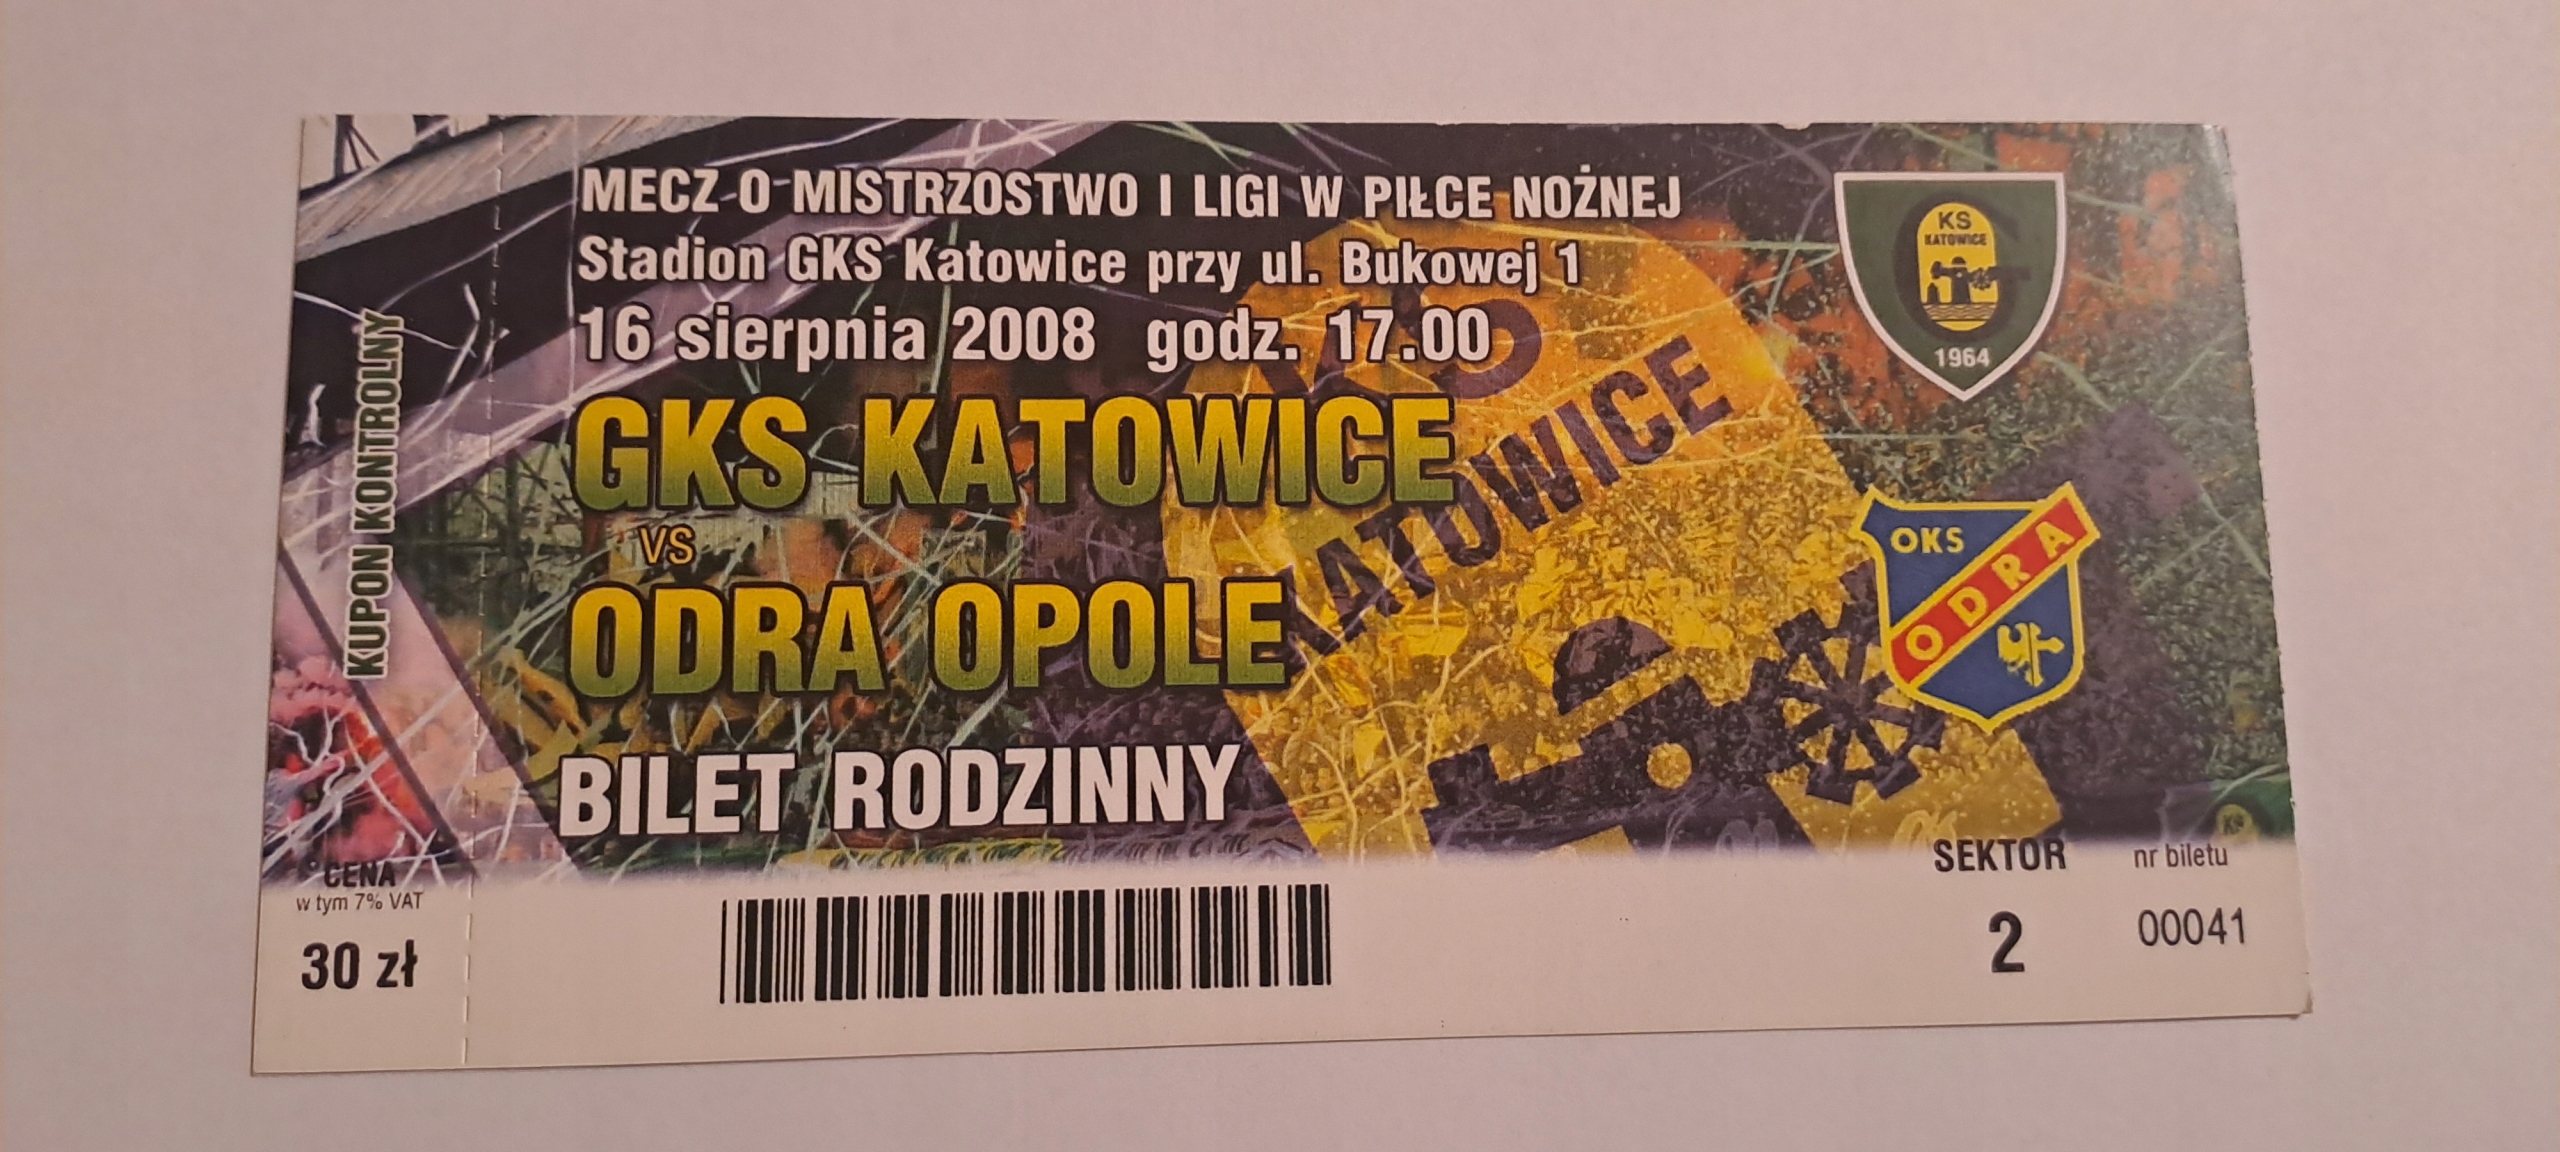 MECZ O MISTRZOSTWO I LIGI W PIŁCE NOŻNEJ
Stadion GKS Katowice przy ul. Bukowej 1
16 sierpnia 2008 godz. 17.00
GKS KATOWICE
vs
ODRA OPOLE
BILET RODZINNY
KUPON KONTROLNY
CENA
w tym 7% VAT
30 zł
KS
KATOWICE
1964
KS
KATOWICE
OKS
ODRA
SEKTOR
2
nr biletu
00041